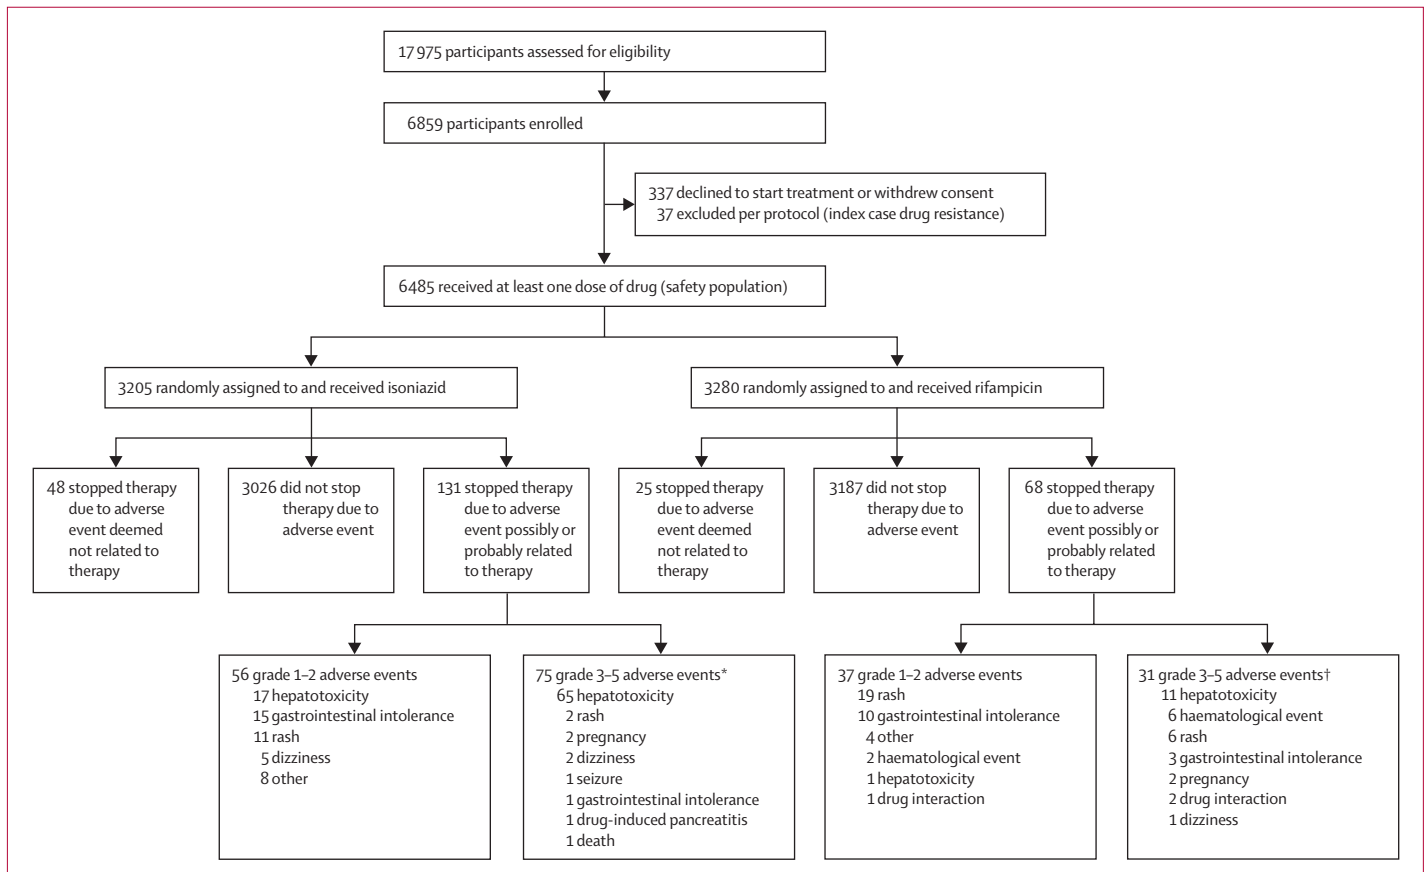 17 975 participants assessed for eligibility
6859 participants enrolled
337 declined to start treatment or withdrew consent
37 excluded per protocol (index case drug resistance)
6485 received at least one dose of drug (safety population)
3205 randomly assigned to and received isoniazid
3280 randomly assigned to and received rifampicin
48 stopped therapy
due to adverse
event deemed
not related to
therapy
3026 did not stop
therapy due to
adverse event
131 stopped therapy
due to adverse
event possibly or
probably related
to therapy
25 stopped therapy
due to adverse
event deemed
not related to
therapy
3187 did not stop
therapy due to
adverse event
68 stopped therapy
due to adverse
event possibly or
probably related
to therapy
56 grade 1–2 adverse events
17 hepatotoxicity
15 gastrointestinal intolerance
11 rash
5 dizziness
8 other
75 grade 3–5 adverse events*
65 hepatotoxicity
2 rash
2 pregnancy
2 dizziness
1 seizure
1 gastrointestinal intolerance
1 drug-induced pancreatitis
1 death
37 grade 1–2 adverse events
19 rash
10 gastrointestinal intolerance
4 other
2 haematological event
1 hepatotoxicity
1 drug interaction
31 grade 3–5 adverse events†
11 hepatotoxicity
6 haematological event
6 rash
3 gastrointestinal intolerance
2 pregnancy
2 drug interaction
1 dizziness